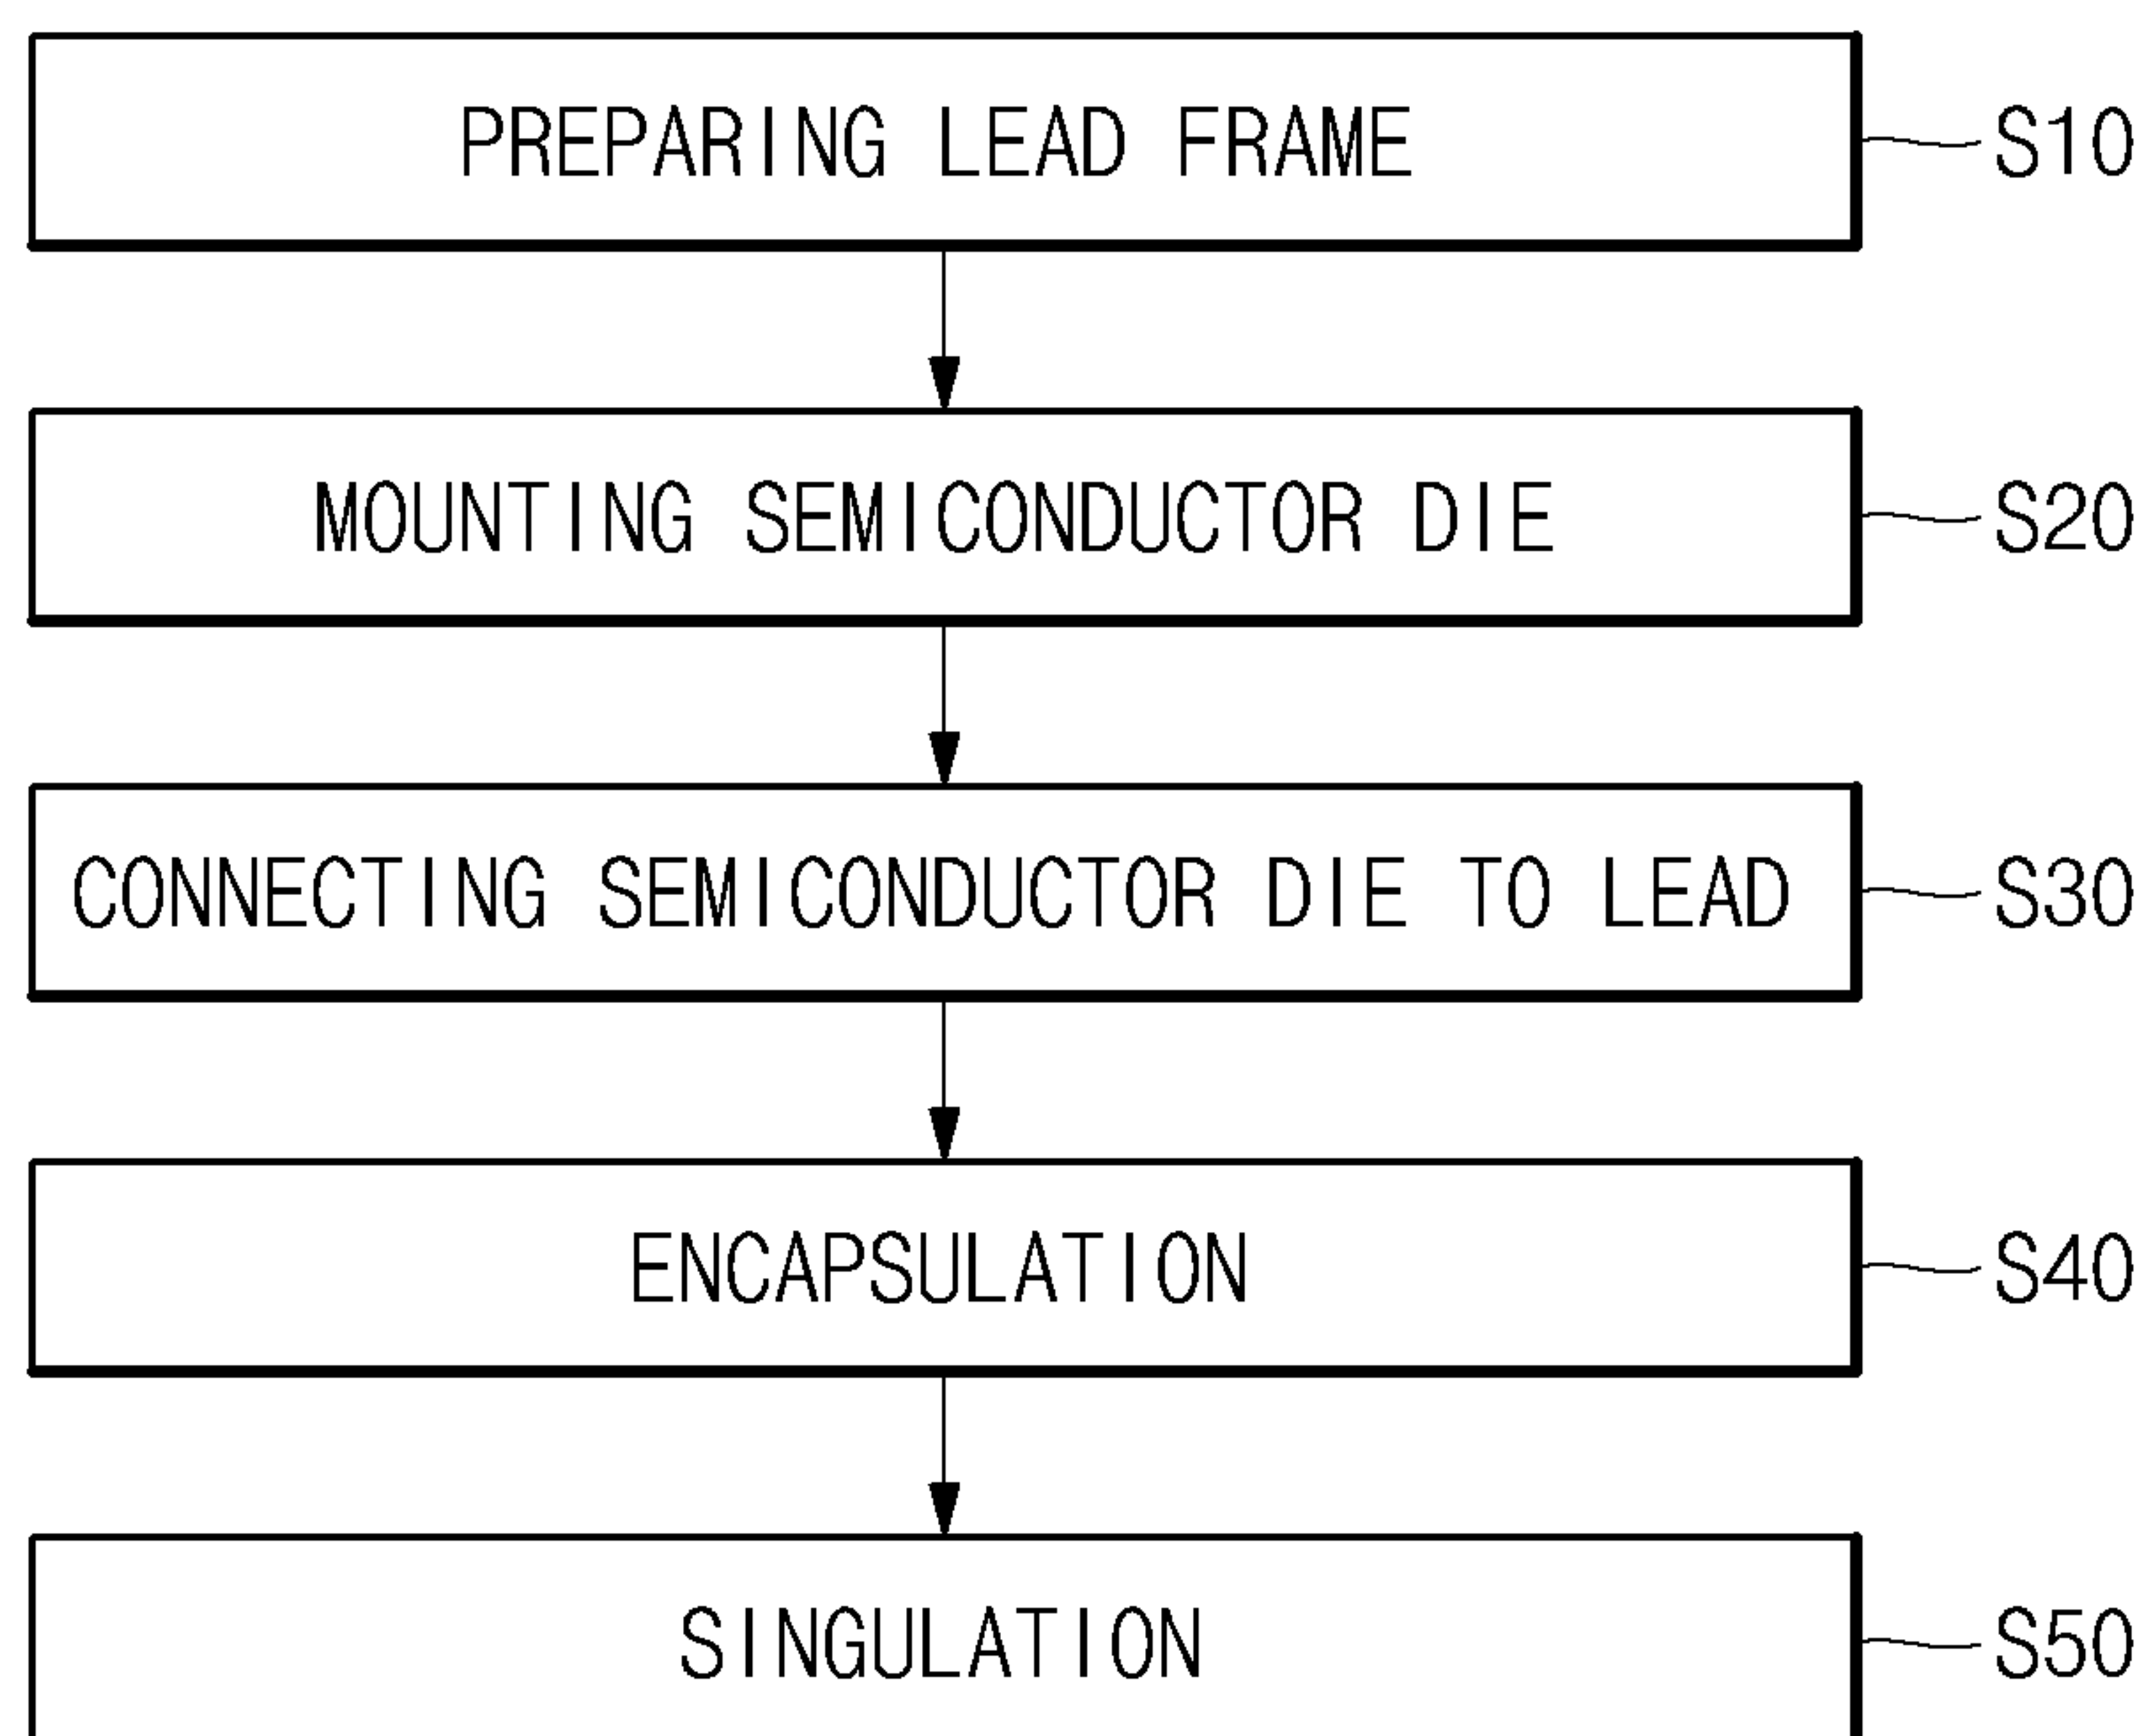 PREPARING LEAD FRAME S10
MOUNTING SEMICONDUCTOR DIE S20
CONNECTING SEMICONDUCTOR DIE TO LEAD S30
ENCAPSULATION S40
SINGULATION S50